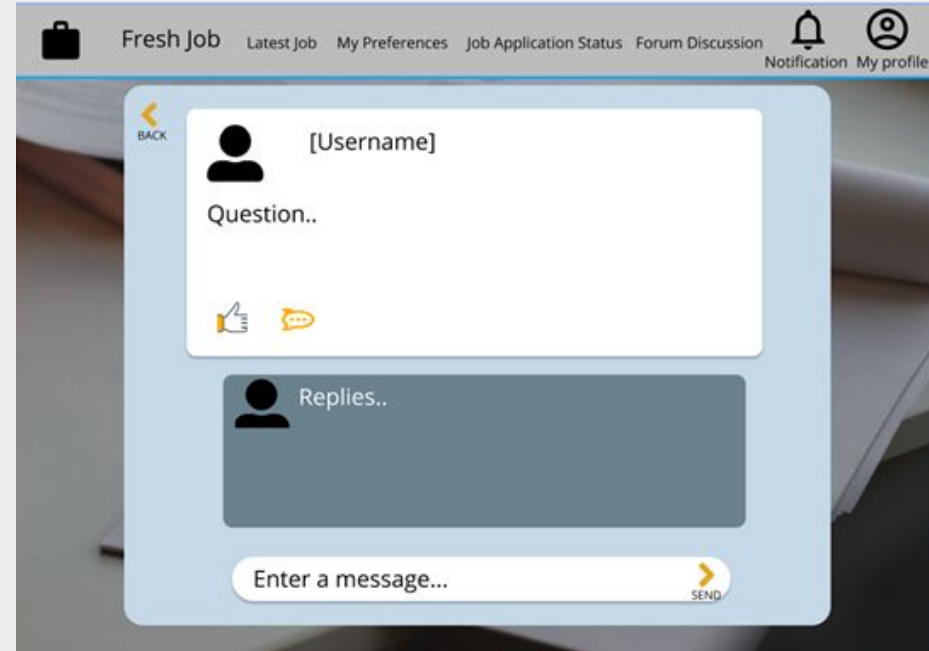 Fresh Job Latest Job My Preferences Job Application Status Forum Discussion
Notification My profile
BACK
[Username]
Question..
Replies..
Enter a message...
SEND